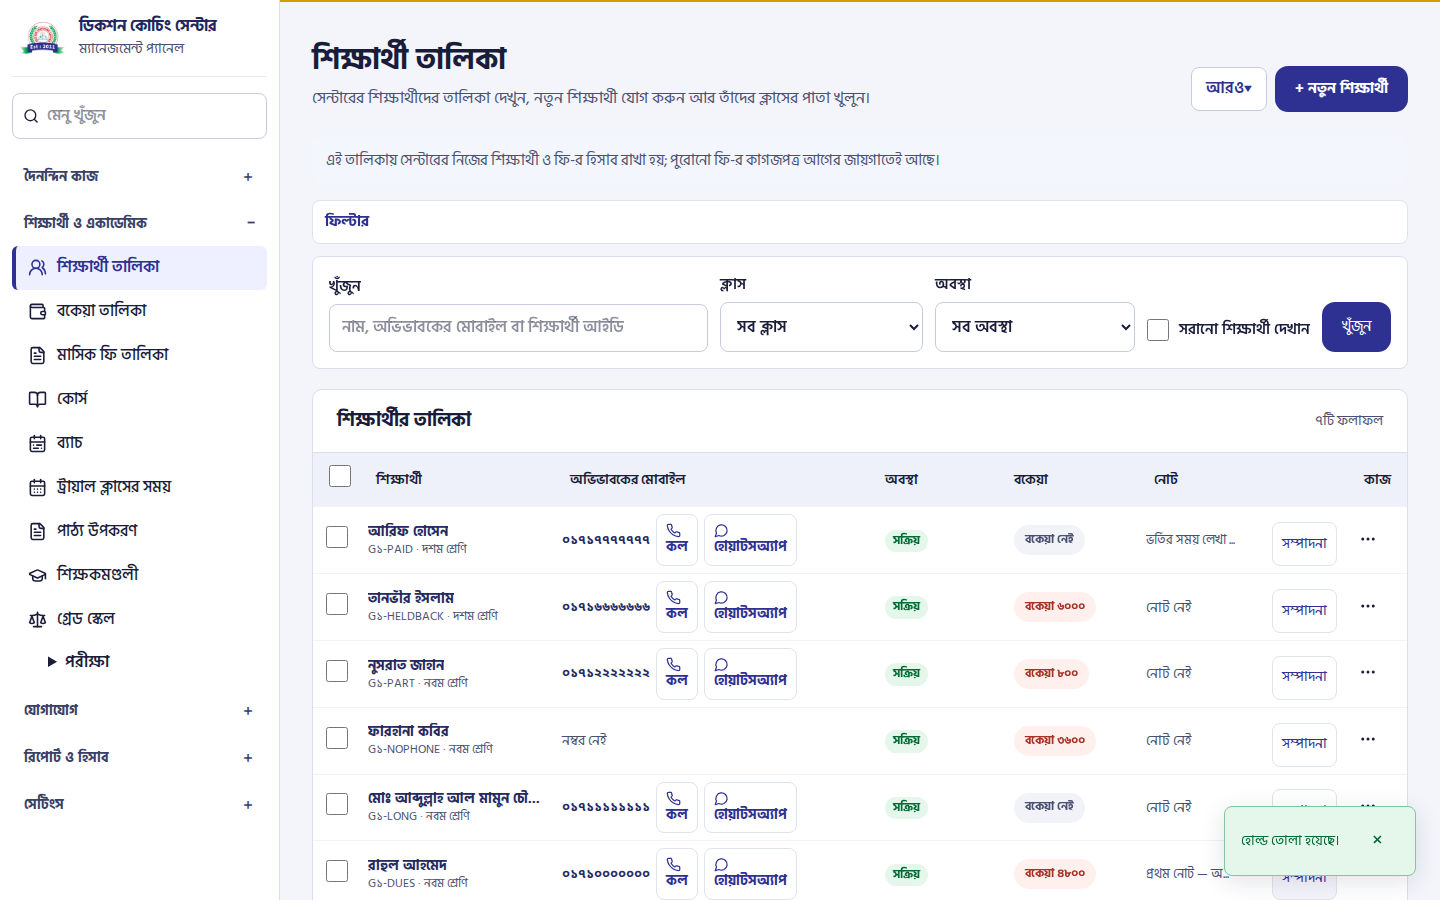 ডিকশন কোচিং সেন্টার
ম্যানেজমেন্ট প্যানেল
Est : 2011
মেনু খুঁজুন
দৈনন্দিন কাজ +
শিক্ষার্থী ও একাডেমিক −
শিক্ষার্থী তালিকা
বকেয়া তালিকা
মাসিক ফি তালিকা
কোর্স
ব্যাচ
ট্রায়াল ক্লাসের সময়
পাঠ্য উপকরণ
শিক্ষকমণ্ডলী
গ্রেড স্কেল
▶ পরীক্ষা
যোগাযোগ +
রিপোর্ট ও হিসাব +
সেটিংস +
শিক্ষার্থী তালিকা
সেন্টারের শিক্ষার্থীদের তালিকা দেখুন, নতুন শিক্ষার্থী যোগ করুন আর তাঁদের ক্লাসের পাতা খুলুন।
আরও▾
+ নতুন শিক্ষার্থী
এই তালিকায় সেন্টারের নিজের শিক্ষার্থী ও ফি-র হিসাব রাখা হয়; পুরোনো ফি-র কাগজপত্র আগের জায়গাতেই আছে।
ফিল্টার
খুঁজুন ক্লাস অবস্থা
নাম, অভিভাবকের মোবাইল বা শিক্ষার্থী আইডি সব ক্লাস সব অবস্থা সরানো শিক্ষার্থী দেখান খুঁজুন
শিক্ষার্থীর তালিকা ৭টি ফলাফল
শিক্ষার্থী অভিভাবকের মোবাইল অবস্থা বকেয়া নোট কাজ
আরিফ হোসেন
G১-PAID · দশম শ্রেণি
০১৭১৭৭৭৭৭৭৭ কল হোয়াটসঅ্যাপ সক্রিয় বকেয়া নেই ভর্তির সময় লেখা ... সম্পাদনা ...
তানভীর ইসলাম
G১-HELDBACK · দশম শ্রেণি
০১৭১৬৬৬৬৬৬৬ কল হোয়াটসঅ্যাপ সক্রিয় বকেয়া ৬০০০ নোট নেই সম্পাদনা ...
নুসরাত জাহান
G১-PART · নবম শ্রেণি
০১৭১২২২২২২২ কল হোয়াটসঅ্যাপ সক্রিয় বকেয়া ৮০০ নোট নেই সম্পাদনা ...
ফারহানা কবির
G১-NOPHONE · নবম শ্রেণি
নম্বর নেই সক্রিয় বকেয়া ৩৬০০ নোট নেই সম্পাদনা ...
মোঃ আব্দুল্লাহ আল মামুন চৌ...
G১-LONG · নবম শ্রেণি
০১৭১১১১১১১১ কল হোয়াটসঅ্যাপ সক্রিয় বকেয়া নেই নোট নেই
রাহুল আহমেদ
G১-DUES · নবম শ্রেণি
০১৭১০০০০০০০ কল হোয়াটসঅ্যাপ সক্রিয় বকেয়া ৪৮০০ প্রথম নোট — অ... সম্পাদনা
হোল্ড তোলা হয়েছে। ×